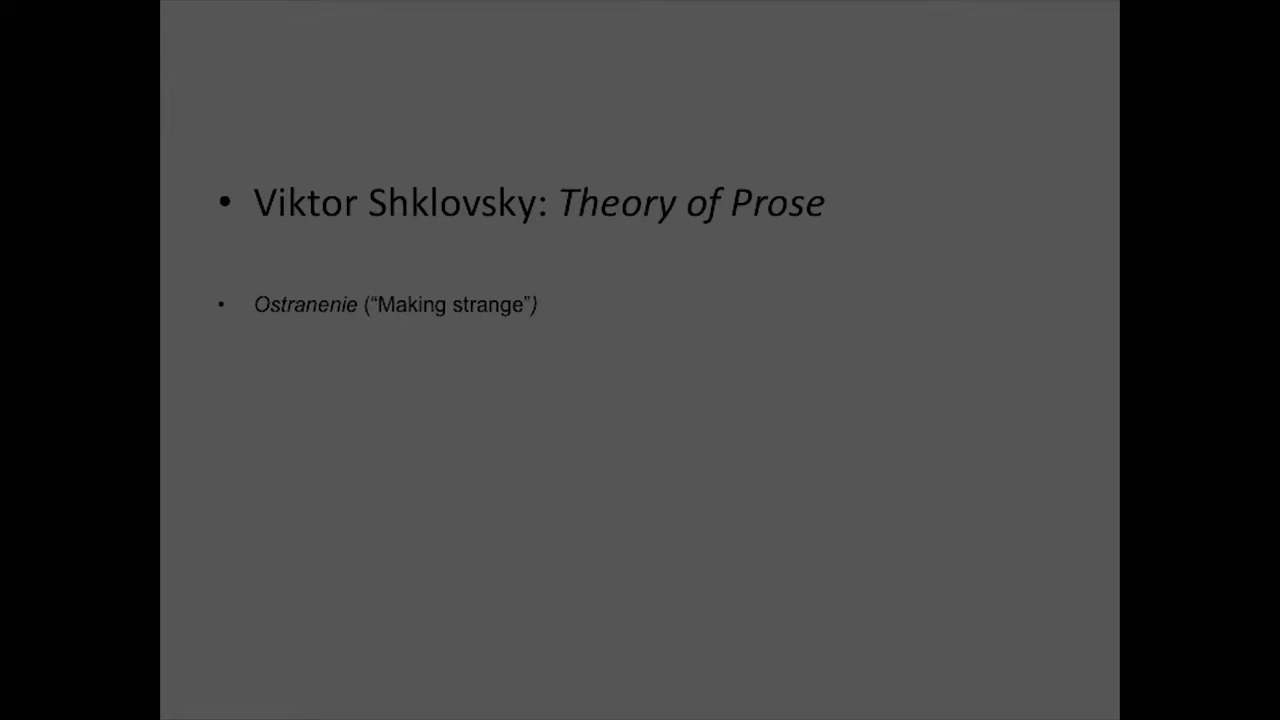 • Viktor Shklovsky: Theory of Prose
• Ostranenie (“Making strange”)